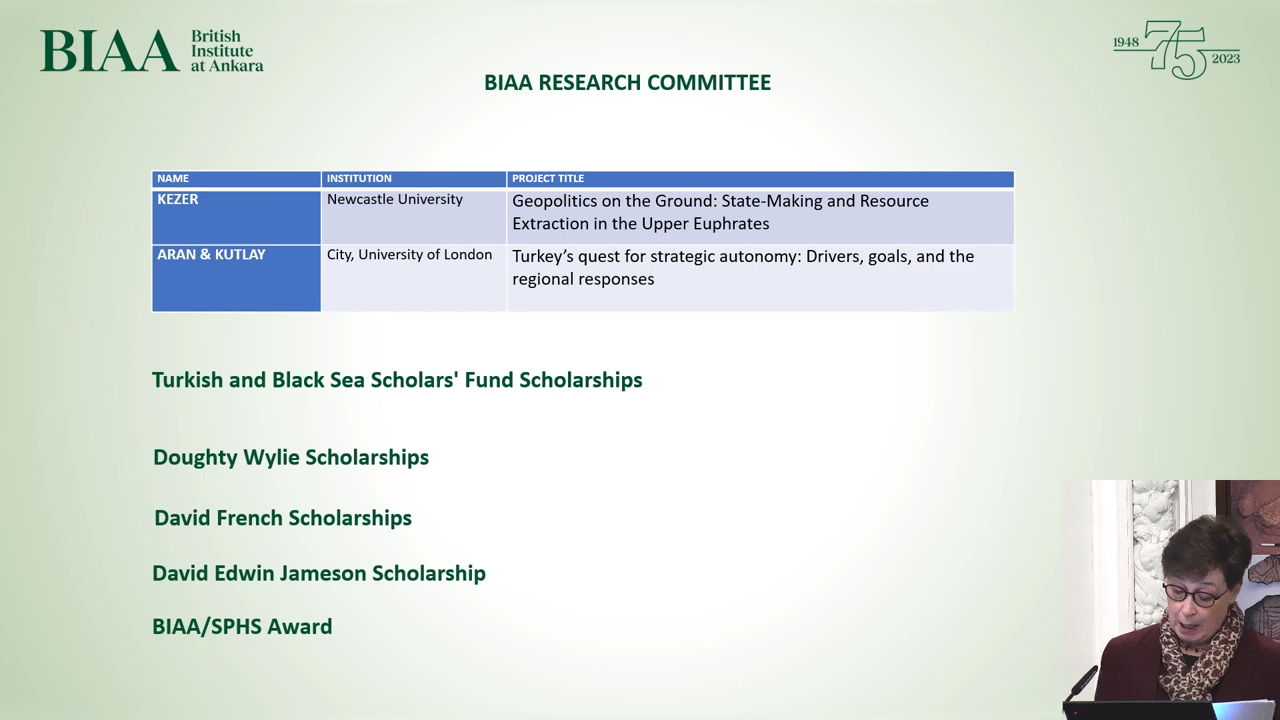 BIAA
British
Institute
at Ankara
1948 75 2023
BIAA RESEARCH COMMITTEE
NAME INSTITUTION PROJECT TITLE
KEZER Newcastle University Geopolitics on the Ground: State-Making and Resource
Extraction in the Upper Euphrates
ARAN & KUTLAY City, University of London Turkey’s quest for strategic autonomy: Drivers, goals, and the
regional responses
Turkish and Black Sea Scholars' Fund Scholarships
Doughty Wylie Scholarships
David French Scholarships
David Edwin Jameson Scholarship
BIAA/SPHS Award